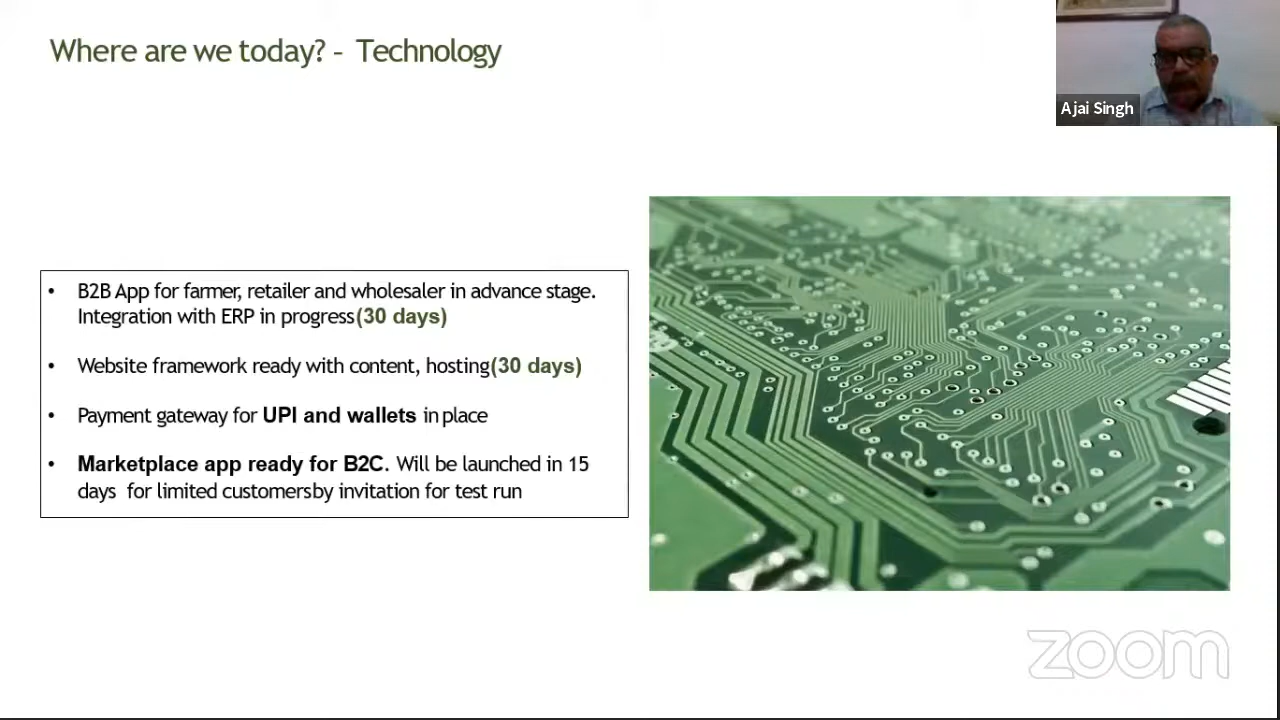 Where are we today? - Technology
Ajai Singh
• B2B App for farmer, retailer and wholesaler in advance stage.
Integration with ERP in progress(30 days)
• Website framework ready with content, hosting(30 days)
• Payment gateway for UPI and wallets in place
• Marketplace app ready for B2C. Will be launched in 15
days for limited customersby invitation for test run
zoom